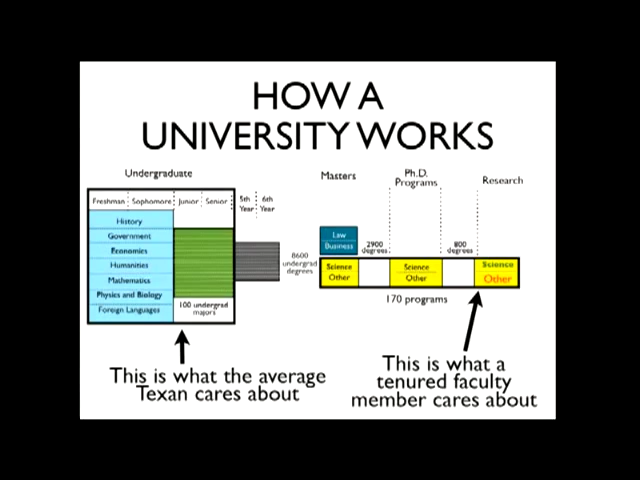 HOW A
UNIVERSITY WORKS
Undergraduate
Masters
Ph.D.
Programs
Research
Freshman
Sophomore
Junior
Senior
5th
Year
6th
Year
History
Government
Economics
Humanities
Mathematics
Physics and Biology
Foreign Languages
100 undergrad
majors
8600
undergrad
degrees
Law
Business
Science
Other
2900
degrees
Science
Other
800
degrees
Science
Other
170 programs
This is what the average
Texan cares about
This is what a
tenured faculty
member cares about